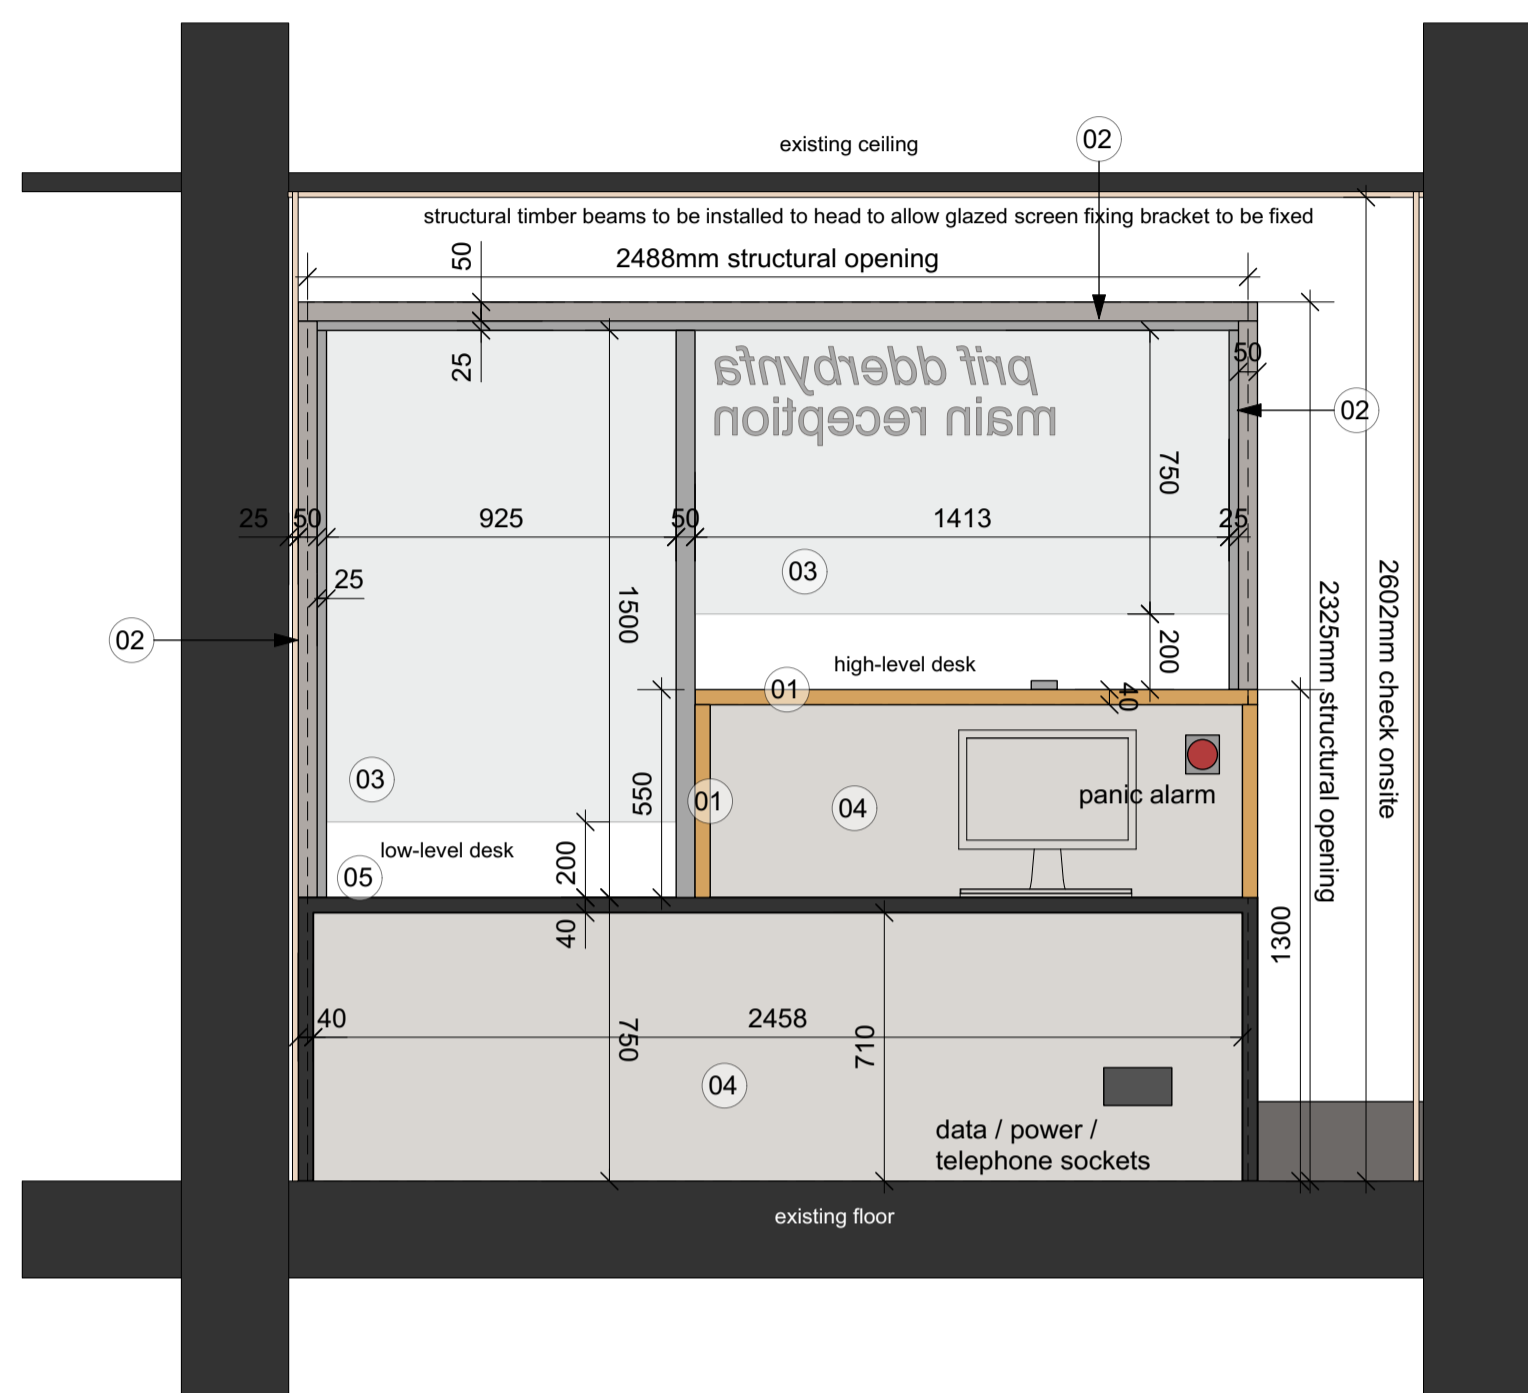 existing ceiling
02
structural timber beams to be installed to head to allow glazed screen fixing bracket to be fixed
50
2488mm structural opening
25
prif dderbynfa
main reception
50
02
750
25
50
925
50
1413
25
25
03
1500
2325mm structural opening
2602mm check onsite
02
200
high-level desk
01
40
03
550
01
04
panic alarm
low-level desk
05
200
40
1300
40
2458
750
710
04
data / power /
telephone sockets
existing floor